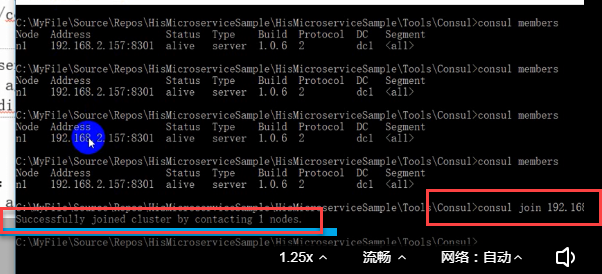 /c
C:\MyFile\Source\Repos\HisMicroserviceSample\HisMicroserviceSample\Tools\Consul>consul members
Node Address Status Type Build Protocol DC Segment
n1 192.168.2.157:8301 alive server 1.0.6 2 dc1 <all>
C:\MyFile\Source\Repos\HisMicroserviceSample\HisMicroserviceSample\Tools\Consul>consul members
Node Address Status Type Build Protocol DC Segment
n1 192.168.2.157:8301 alive server 1.0.6 2 dc1 <all>
C:\MyFile\Source\Repos\HisMicroserviceSample\HisMicroserviceSample\Tools\Consul>consul members
Node Address Status Type Build Protocol DC Segment
n1 192.168.2.157:8301 alive server 1.0.6 2 dc1 <all>
C:\MyFile\Source\Repos\HisMicroserviceSample\HisMicroserviceSample\Tools\Consul>consul members
Node Address Status Type Build Protocol DC Segment
n1 192.168.2.157:8301 alive server 1.0.6 2 dc1 <all>
C:\MyFile\Source\Repos\HisMicroserviceSample\HisMicroserviceSample\Tools\Consul>consul join 192.168
Successfully joined cluster by contacting 1 nodes.
C:\MyFile\Source\Repos\HisMicroserviceSample\HisMicroserviceSample\Tools\Consul>
1.25x 流畅 网络：自动